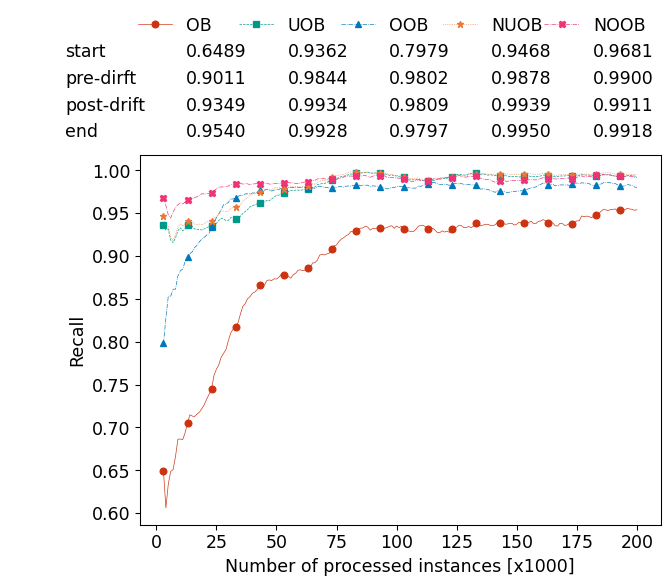 OB UOB OOB NUOB NOOB
start 0.6489 0.9362 0.7979 0.9468 0.9681
pre-dirft 0.9011 0.9844 0.9802 0.9878 0.9900
post-drift 0.9349 0.9934 0.9809 0.9939 0.9911
end 0.9540 0.9928 0.9797 0.9950 0.9918
1.00
0.95
0.90
0.85
0.80
0.75
0.70
0.65
0.60
Recall
0 25 50 75 100 125 150 175 200
Number of processed instances [x1000]